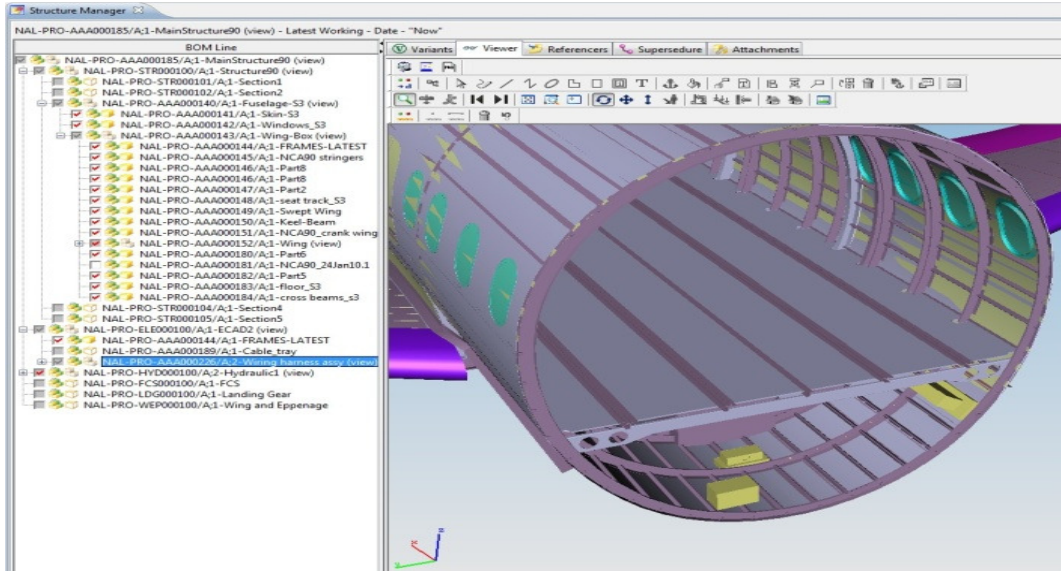 Structure Manager
NAL-PRO-AAA000185/A;1-MainStructure90 (view) - Latest Working - Date - "Now"
BOM Line
Variants Viewer Referencers Supersedure Attachments
NAL-PRO-AAA000185/A;1-MainStructure90 (view)
NAL-PRO-STR000100/A;1-Structure90 (view)
NAL-PRO-STR000101/A;1-Section1
NAL-PRO-STR000102/A;1-Section2
NAL-PRO-AAA000140/A;1-Fuselage-S3 (view)
NAL-PRO-AAA000141/A;1-Skin-S3
NAL-PRO-AAA000142/A;1-Windows_S3
NAL-PRO-AAA000143/A;1-Wing-Box (view)
NAL-PRO-AAA000144/A;1-FRAMES-LATEST
NAL-PRO-AAA000145/A;1-NCA90 stringers
NAL-PRO-AAA000146/A;1-Part8
NAL-PRO-AAA000146/A;1-Part8
NAL-PRO-AAA000147/A;1-Part2
NAL-PRO-AAA000148/A;1-seat track_S3
NAL-PRO-AAA000149/A;1-Swept Wing
NAL-PRO-AAA000150/A;1-Keel-Beam
NAL-PRO-AAA000151/A;1-NCA90_crank wing
NAL-PRO-AAA000152/A;1-Wing (view)
NAL-PRO-AAA000180/A;1-Part6
NAL-PRO-AAA000181/A;1-NCA90_24Jan10.1
NAL-PRO-AAA000182/A;1-Part5
NAL-PRO-AAA000183/A;1-floor_S3
NAL-PRO-AAA000184/A;1-cross beams_s3
NAL-PRO-STR000104/A;1-Section4
NAL-PRO-STR000105/A;1-Section5
NAL-PRO-ELE000100/A;1-ECAD2 (view)
NAL-PRO-AAA000144/A;1-FRAMES-LATEST
NAL-PRO-AAA000189/A;1-Cable_tray
NAL-PRO-AAA000226/A;2-Wiring harness assy (view)
NAL-PRO-HYD000100/A;2-Hydraulic1 (view)
NAL-PRO-FCS000100/A;1-FCS
NAL-PRO-LDG000100/A;1-Landing Gear
NAL-PRO-WEP000100/A;1-Wing and Eppenage